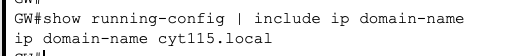 GW#show running-config | include ip domain-name
ip domain-name cyt115.local